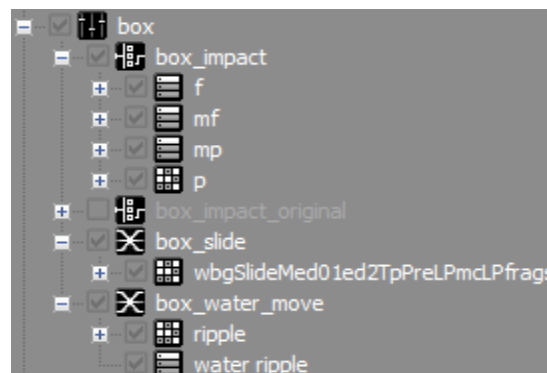 box
box_impact
f
mf
mp
p
box_impact_original
box_slide
wbgSlideMed01ed2TpPreLPmcLPfrags
box_water_move
ripple
water ripple